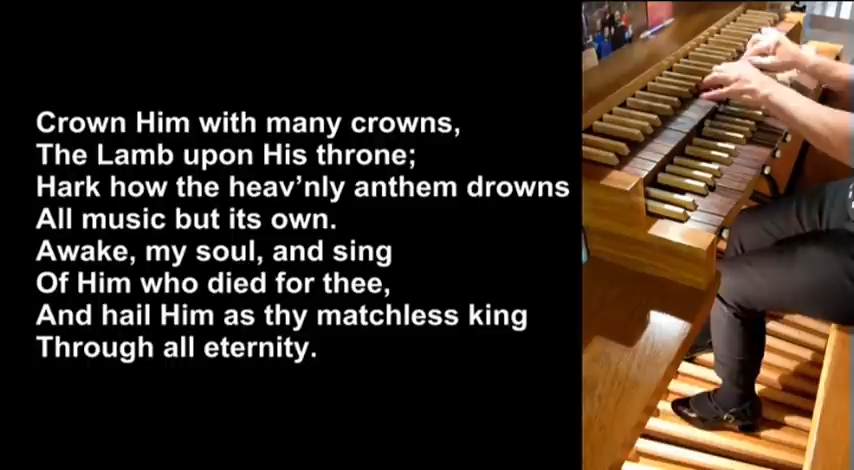 Crown Him with many crowns,
The Lamb upon His throne;
Hark how the heav’nly anthem drowns
All music but its own.
Awake, my soul, and sing
Of Him who died for thee,
And hail Him as thy matchless king
Through all eternity.